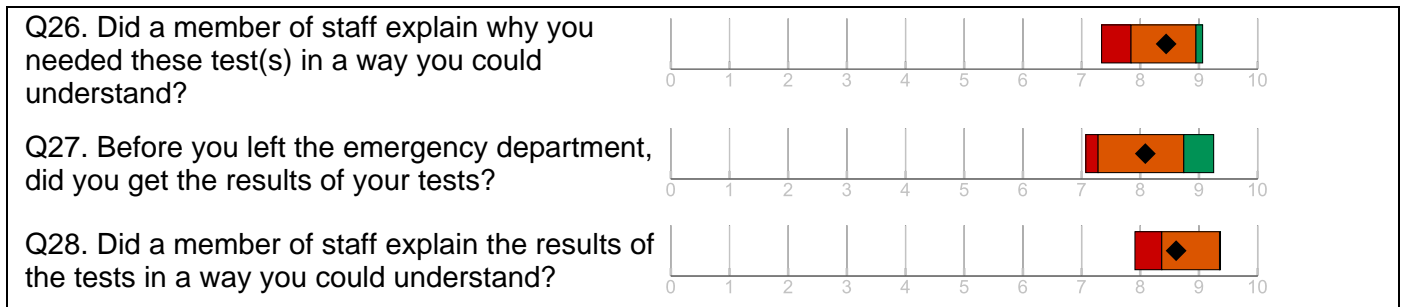 Q26. Did a member of staff explain why you
needed these test(s) in a way you could
understand?
0 1 2 3 4 5 6 7 8 9 10
Q27. Before you left the emergency department,
did you get the results of your tests?
0 1 2 3 4 5 6 7 8 9 10
Q28. Did a member of staff explain the results of
the tests in a way you could understand?
0 1 2 3 4 5 6 7 8 9 10